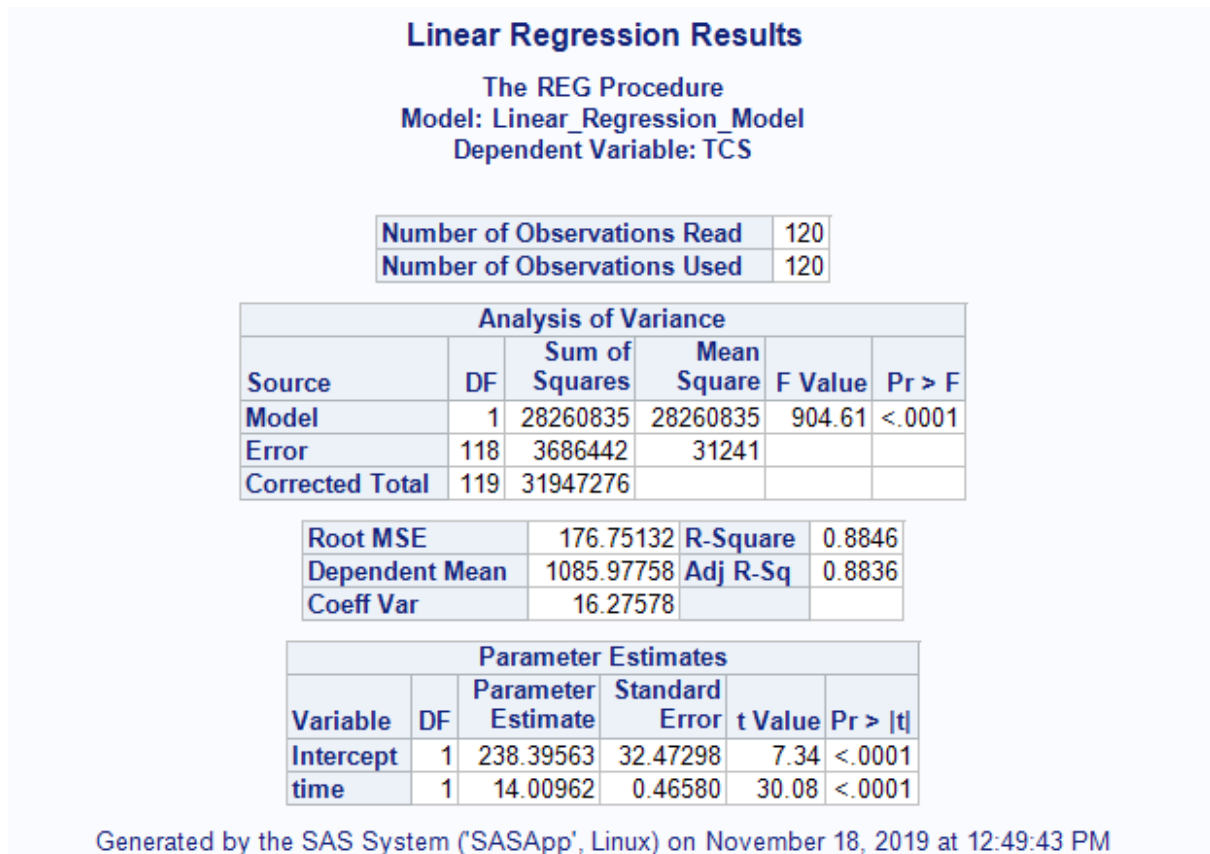 Linear Regression Results
The REG Procedure
Model: Linear_Regression_Model
Dependent Variable: TCS
Number of Observations Read 120
Number of Observations Used 120
Analysis of Variance
Source DF Sum of Squares Mean Square F Value Pr > F
Model 1 28260835 28260835 904.61 <.0001
Error 118 3686442 31241
Corrected Total 119 31947276
Root MSE 176.75132 R-Square 0.8846
Dependent Mean 1085.97758 Adj R-Sq 0.8836
Coeff Var 16.27578
Parameter Estimates
Variable DF Parameter Estimate Standard Error t Value Pr > |t|
Intercept 1 238.39563 32.47298 7.34 <.0001
time 1 14.00962 0.46580 30.08 <.0001
Generated by the SAS System ('SASApp', Linux) on November 18, 2019 at 12:49:43 PM